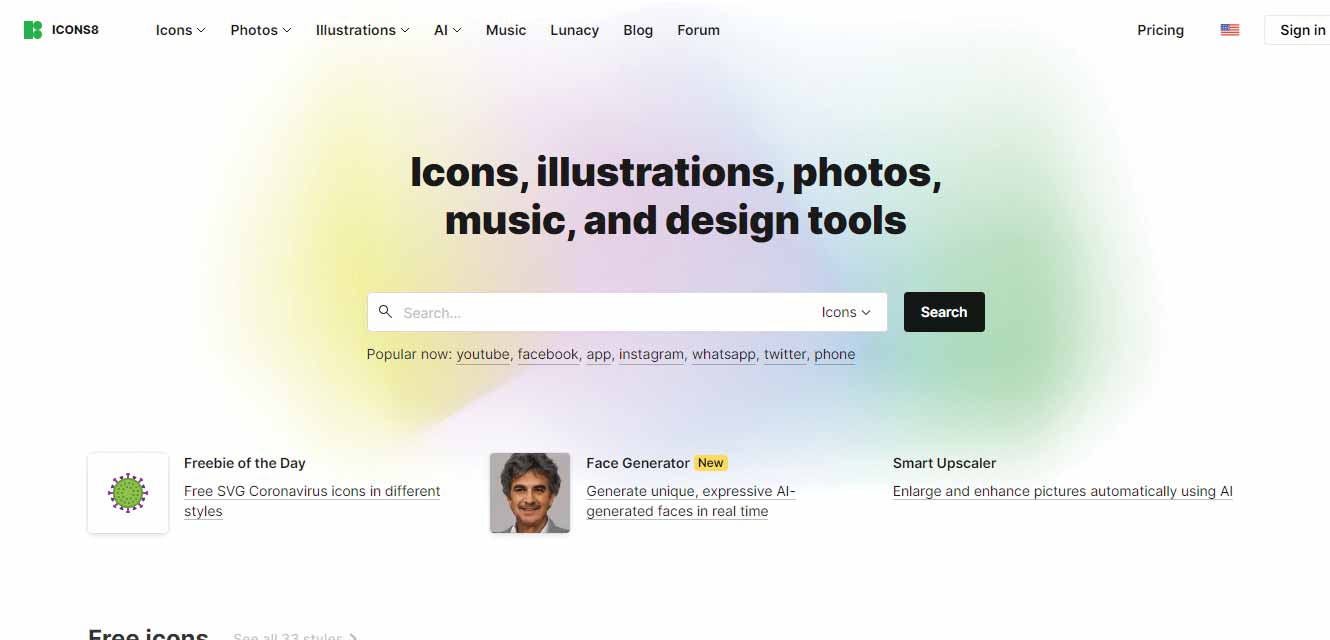 ICONS8
Icons
Photos
Illustrations
AI
Music
Lunacy
Blog
Forum
Pricing
Sign in
Icons, illustrations, photos,
music, and design tools
Search...
Icons
Search
Popular now: youtube, facebook, app, instagram, whatsapp, twitter, phone
Freebie of the Day
Free SVG Coronavirus icons in different
styles
Face Generator New
Generate unique, expressive AI-
generated faces in real time
Smart Upscaler
Enlarge and enhance pictures automatically using AI
Free icons
See all 33 styles